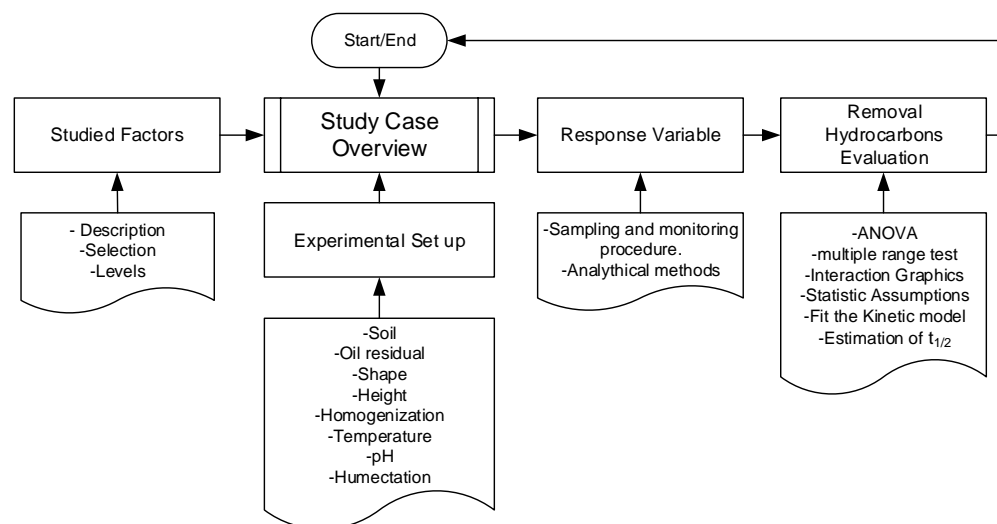 Start/End
Studied Factors
Study Case
Overview
Response Variable
Removal
Hydrocarbons
Evaluation
- Description
-Selection
-Levels
Experimental Set up
-Sampling and monitoring
procedure.
-Analythical methods
-ANOVA
-multiple range test
-Interaction Graphics
-Statistic Assumptions
-Fit the Kinetic model
-Estimation of t1/2
-Soil
-Oil residual
-Shape
-Height
-Homogenization
-Temperature
-pH
-Humectation